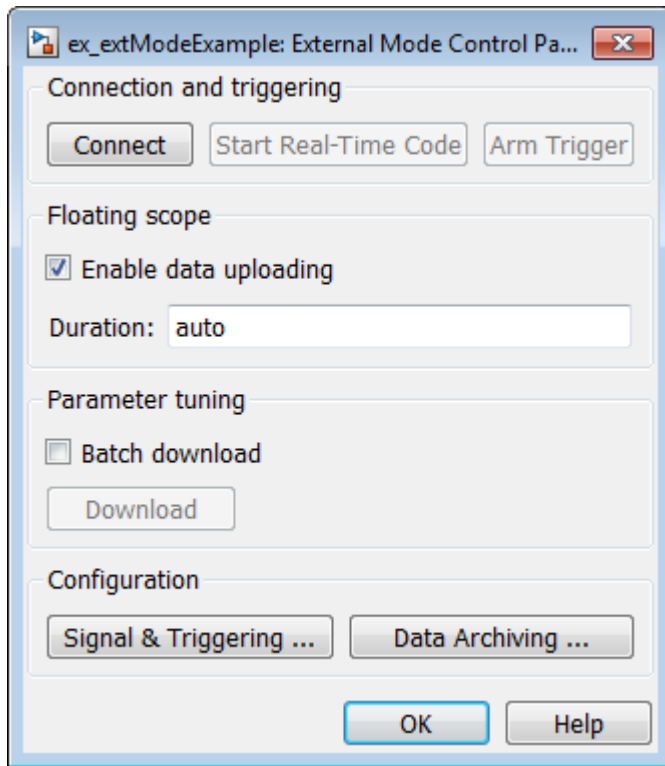 ex_extModeExample: External Mode Control Pa...
Connection and triggering
Connect Start Real-Time Code Arm Trigger
Floating scope
Enable data uploading
Duration: auto
Parameter tuning
Batch download
Download
Configuration
Signal & Triggering ... Data Archiving ...
OK Help